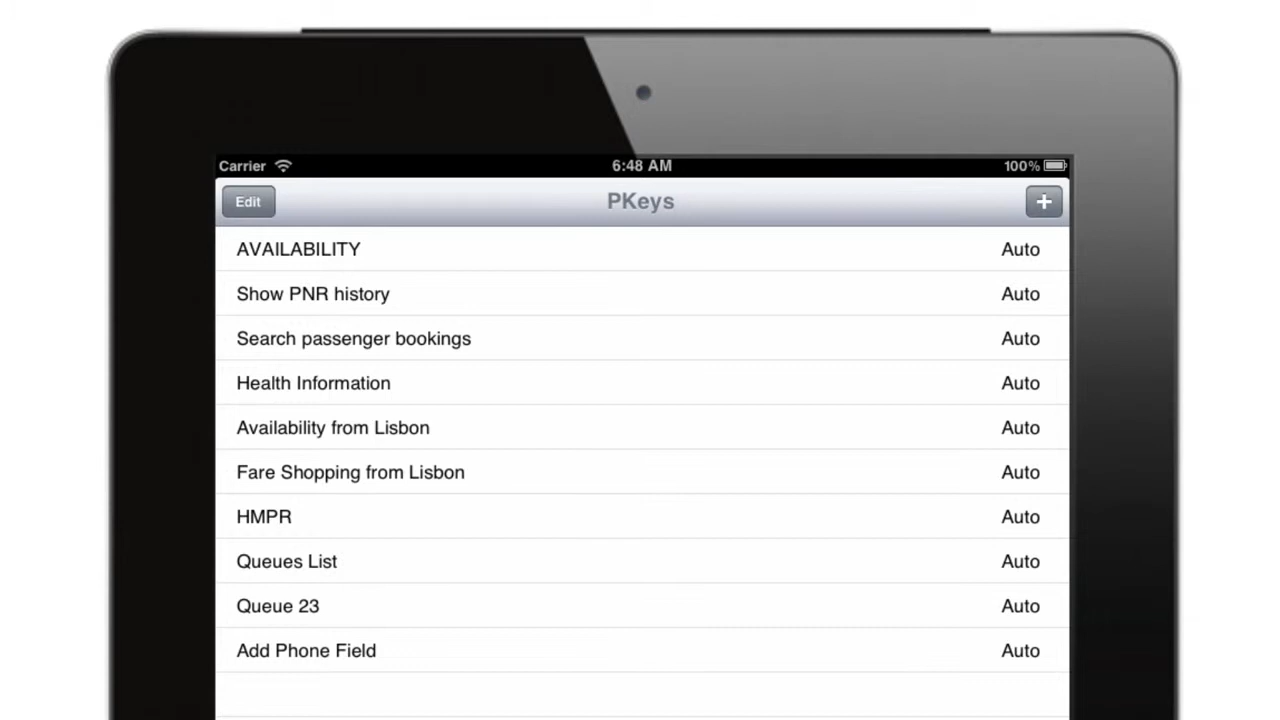 Carrier 6:48 AM 100%
Edit PKeys +
AVAILABILITY Auto
Show PNR history Auto
Search passenger bookings Auto
Health Information Auto
Availability from Lisbon Auto
Fare Shopping from Lisbon Auto
HMPR Auto
Queues List Auto
Queue 23 Auto
Add Phone Field Auto